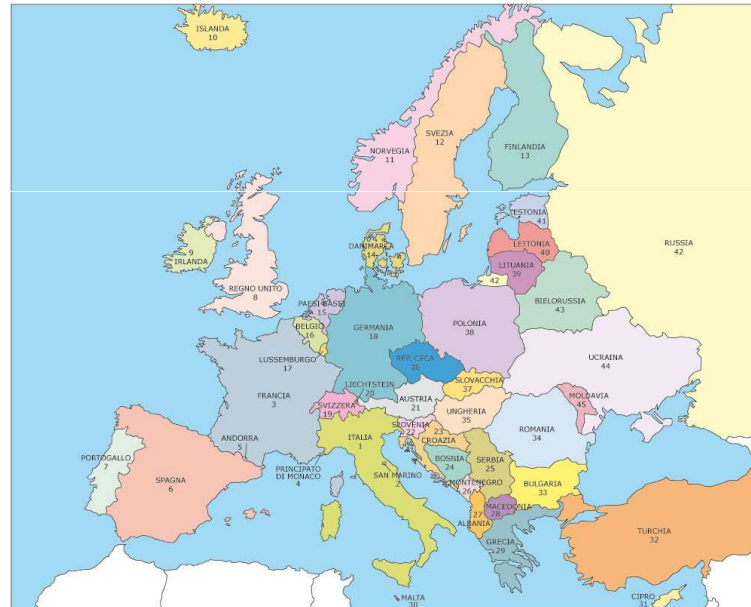 ISLANDA
10
NORVEGIA
11
SVEZIA
12
FINLANDIA
13
TESTONIA
41
9
IRLANDA
REGNO UNITO
8
DANIMARCA
14
LETTONIA
40
LITUANIA
39
42
RUSSIA
42
PAESI BASSI
15
BELGIO
16
GERMANIA
18
POLONIA
38
BIELORUSSIA
43
LUSSEMBURGO
17
REP. CECA
36
UCRAINA
44
FRANCIA
3
LIECHTSTEIN
20
SVIZZERA
19
AUSTRIA
21
SLOVACCHIA
37
UNGHERIA
35
MOLDAVIA
45
SLOVENIA
22
23
CROAZIA
ROMANIA
34
ANDORRA
5
ITALIA
1
BOSNIA
24
SERBIA
25
PORTOGALLO
7
SPAGNA
6
PRINCIPATO
DI MONACO
4
SAN MARINO
2
MONTENEGRO
26
BULGARIA
33
27
ALBANIA
MACEDONIA
28
GRECIA
29
TURCHIA
32
MALTA
30
CIPRO
31